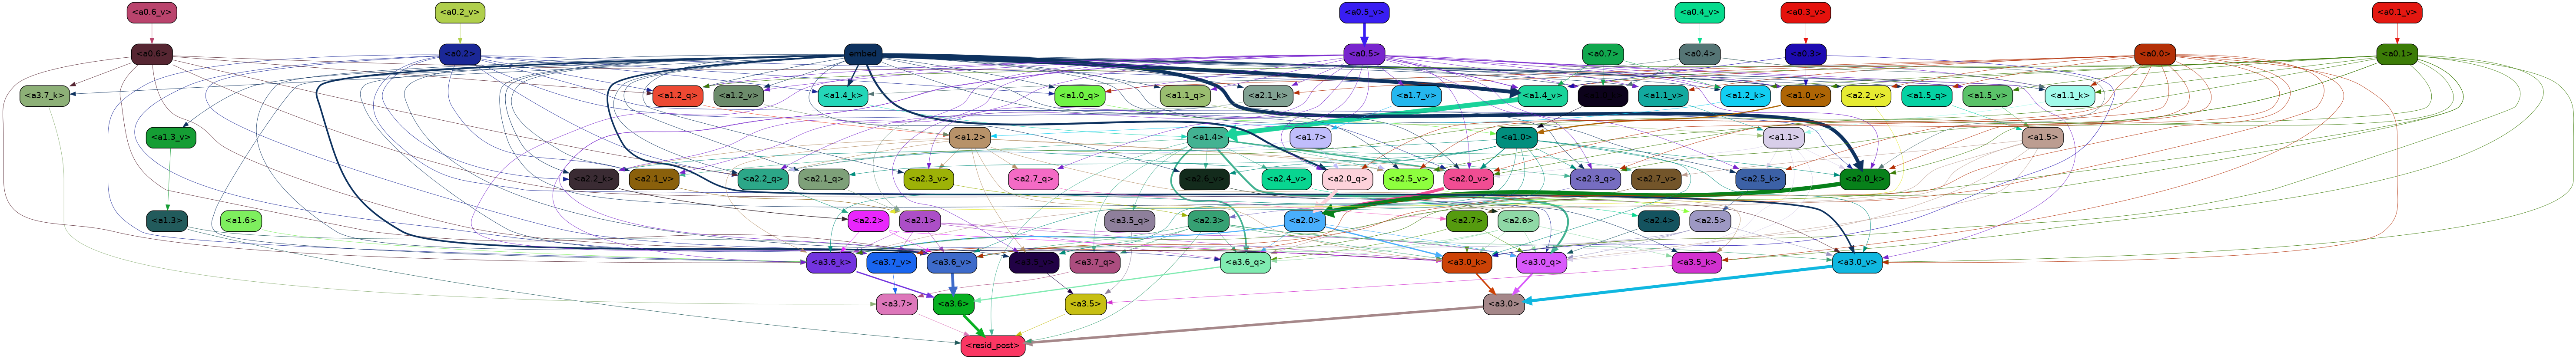 <a0.6_v> <a0.2_v> <a0.5_v> <a0.4_v> <a0.3_v> <a0.1_v>
<a0.6> <a0.2> embed <a0.5> <a0.7> <a0.4> <a0.3> <a0.0> <a0.1>
<a3.7_k> <a1.2_q> <a1.2_v> <a1.4_k> <a1.0_q> <a1.1_q> <a2.1_k> <a1.7_v> <a1.4_v> <a1.1_v> <a1.2_k> <a1.0_v> <a2.2_v> <a1.5_q> <a1.5_v> <a1.1_k>
<a1.3_v> <a1.2> <a1.4> <a1.7> <a1.0> <a1.1> <a1.5>
<a2.2_k> <a2.1_v> <a2.2_q> <a2.1_q> <a2.3_v> <a2.7_q> <a2.6_v> <a2.4_v> <a2.0_q> <a2.5_v> <a2.0_v> <a2.3_q> <a2.7_v> <a2.5_k> <a2.0_k>
<a1.3> <a1.6> <a2.2> <a2.1> <a3.5_q> <a2.3> <a2.0> <a2.7> <a2.6> <a2.4> <a2.5>
<a3.6_k> <a3.7_v> <a3.6_v> <a3.7_q> <a3.6_q> <a3.0_k> <a3.0_q> <a3.5_k> <a3.0_v>
<a3.7> <a3.6> <a3.5> <a3.0>
<resid_post>